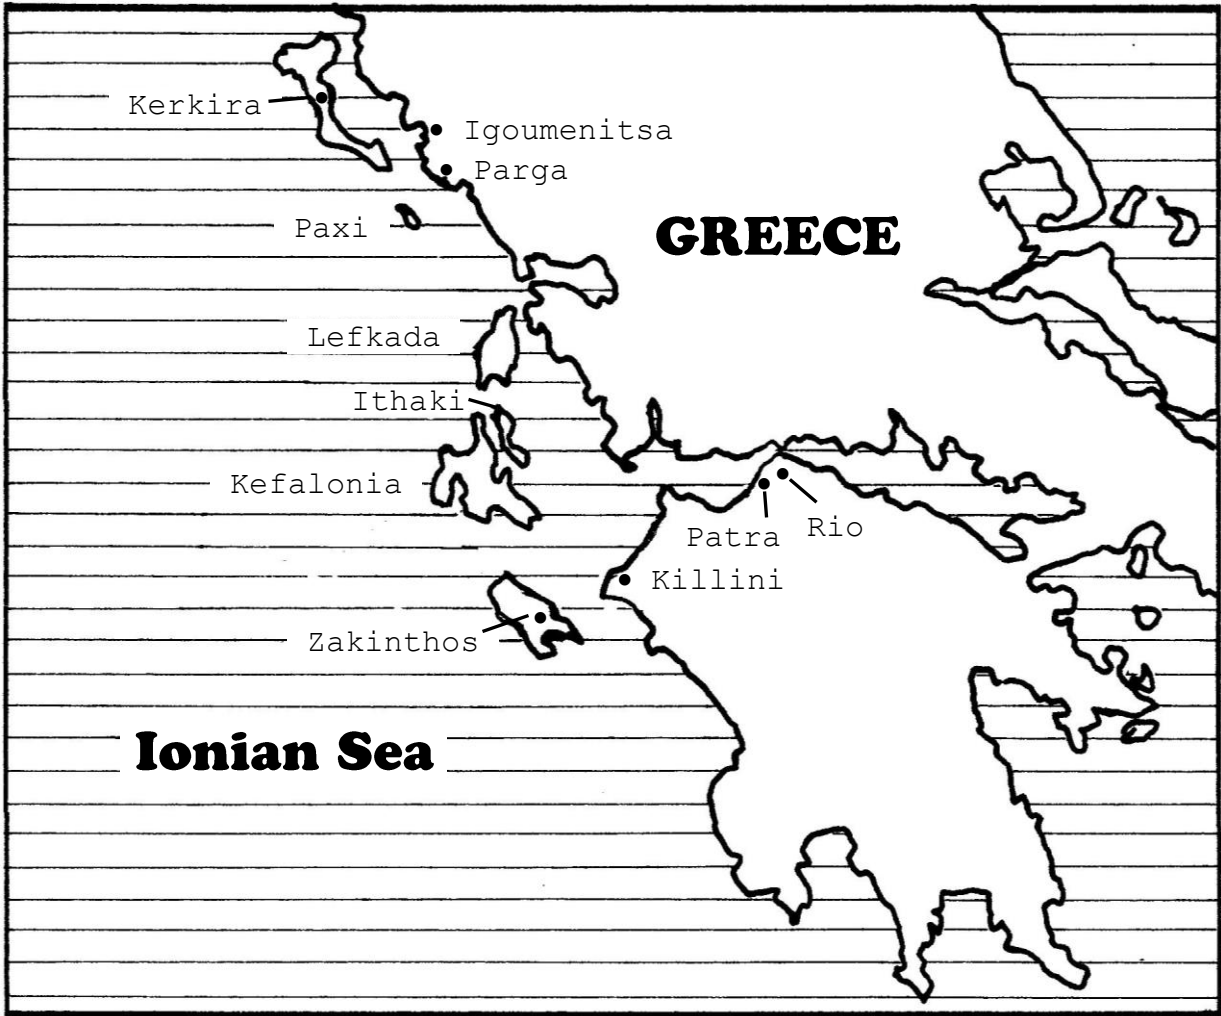 Kerkira
Igoumenitsa
Parga
Paxi
GREECE
Lefkada
Ithaki
Kefalonia
Patra
Rio
Killini
Zakinthos
Ionian Sea